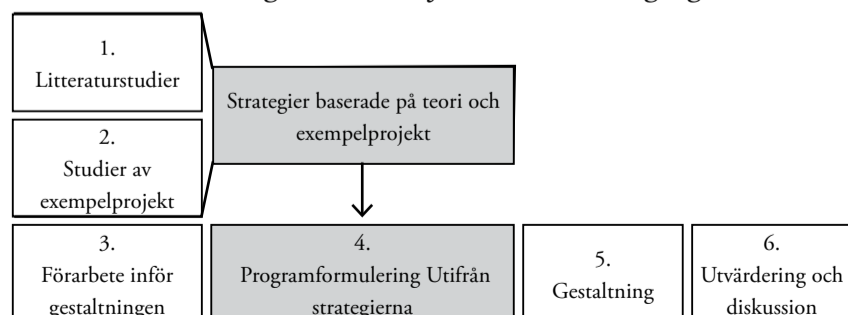 1.
Litteraturstudier
Strategier baserade på teori och
exempelprojekt
2.
Studier av
exempelprojekt
3.
Förarbete inför
gestaltningen
4.
Programformulering Utifrån
strategierna
5.
Gestaltning
6.
Utvärdering och
diskussion